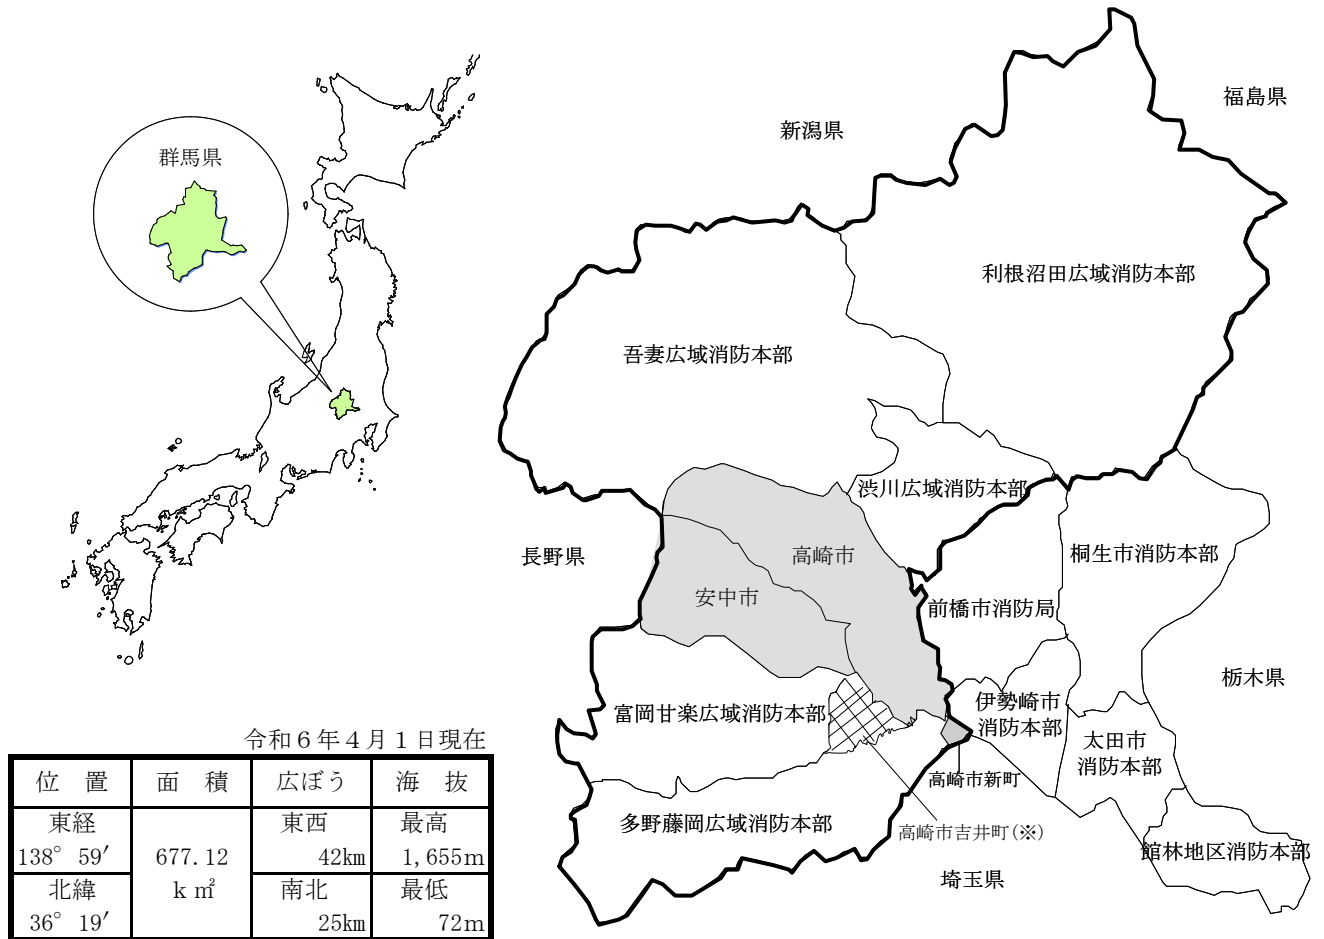 群馬県
新潟県
福島県
利根沼田広域消防本部
吾妻広域消防本部
渋川広域消防本部
長野県
高崎市
桐生市消防本部
安中市
前橋市消防局
栃木県
富岡甘楽広域消防本部
伊勢崎市
消防本部
太田市
消防本部
高崎市新町
多野藤岡広域消防本部
高崎市吉井町(※)
館林地区消防本部
埼玉県
令和6年4月1日現在
位 置 面 積 広ぼう 海 抜
東経 東西 最高
138° 59′ 677.12 42㎞ 1,655m
北緯 k㎡ 南北 最低
36° 19′ 25㎞ 72m